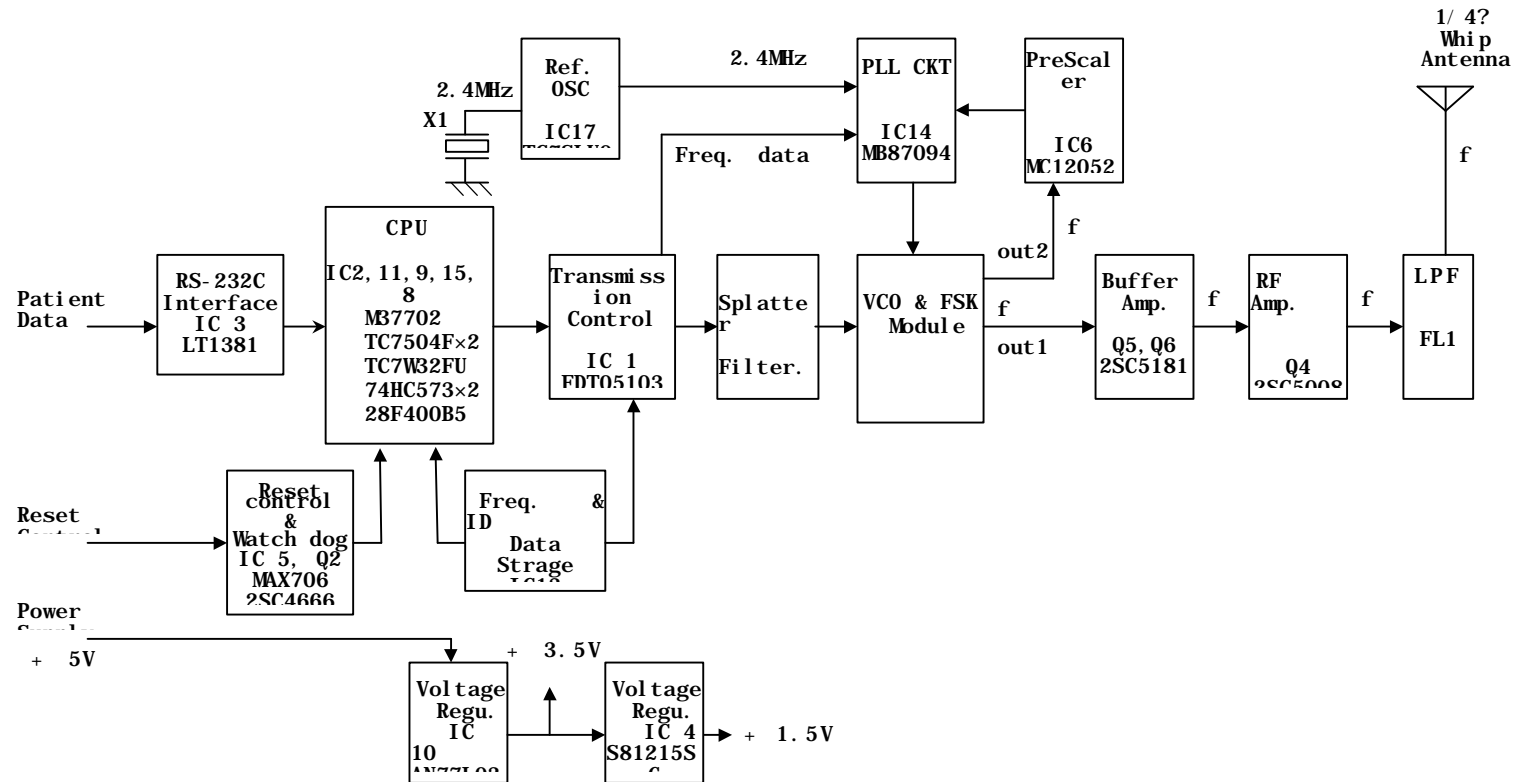 1/4?
Whip
Antenna
Ref.
OSC
IC17
2.4MHz
2.4MHz
X1
PLL CKT
IC14
MB87094
PreScal
er
IC6
MC12052
Freq. data
f
f
out2
CPU
IC2,11,9,15,
8
M37702
TC7504F×2
TC7W32FU
74HC573×2
28F400B5
Patient
Data
RS-232C
Interface
IC 3
LT1381
Transmiss
ion
Control
IC 1
FDT05103
Splatte
r
Filter.
VCO & FSK
Module
f
out1
Buffer
Amp.
Q5,Q6
2SC5181
f
RF
Amp.
Q4
2SC5008
f
LPF
FL1
Reset
Reset
control
&
Watch dog
IC 5, Q2
MAX706
2SC4666
Freq. &
ID
Data
Strage
Power
+ 5V
Voltage
Regu.
IC
10
+ 3.5V
Voltage
Regu.
IC 4
S81215S
+ 1.5V